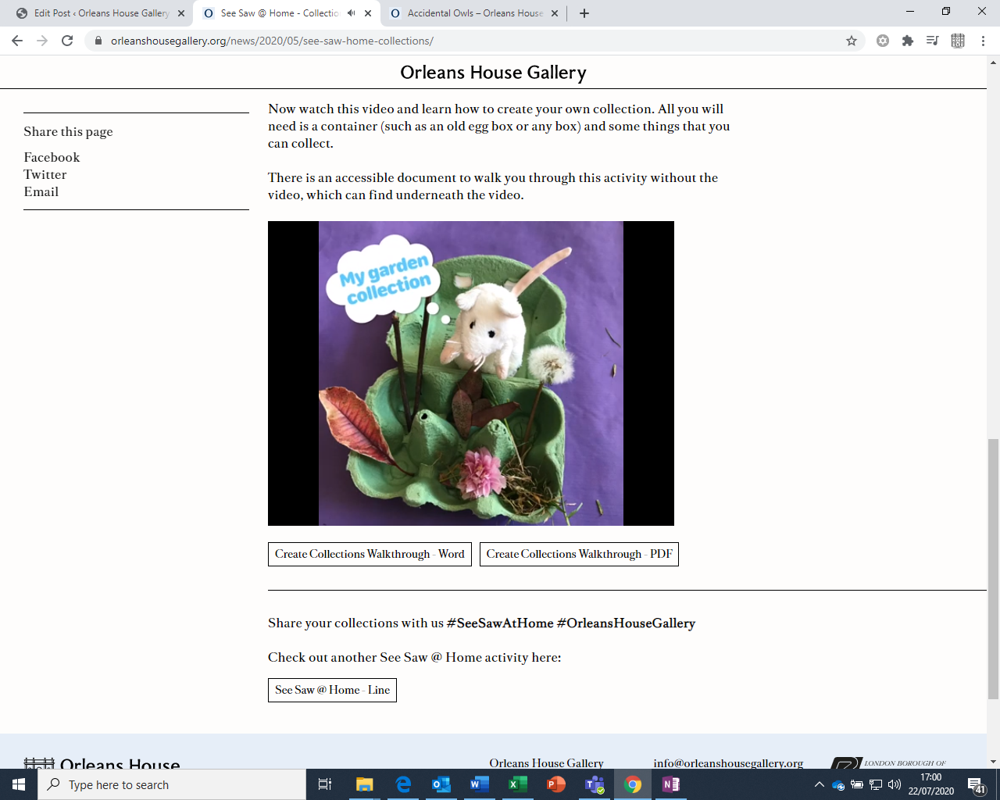 Edit Post ‹ Orleans House Gallery
See Saw @ Home - Collectio
Accidental Owls – Orleans House
orleanshousegallery.org/news/2020/05/see-saw-home-collections/
Orleans House Gallery
Share this page
Facebook
Twitter
Email
Now watch this video and learn how to create your own collection. All you will
need is a container (such as an old egg box or any box) and some things that you
can collect.
There is an accessible document to walk you through this activity without the
video, which can find underneath the video.
My garden
collection
Create Collections Walkthrough - Word
Create Collections Walkthrough - PDF
Share your collections with us #SeeSawAtHome #OrleansHouseGallery
Check out another See Saw @ Home activity here:
See Saw @ Home - Line
Orleans House
Orleans House Gallery
info@orleanshousegallery.org
LONDON BOROUGH OF
Type here to search
17:00
22/07/2020
41